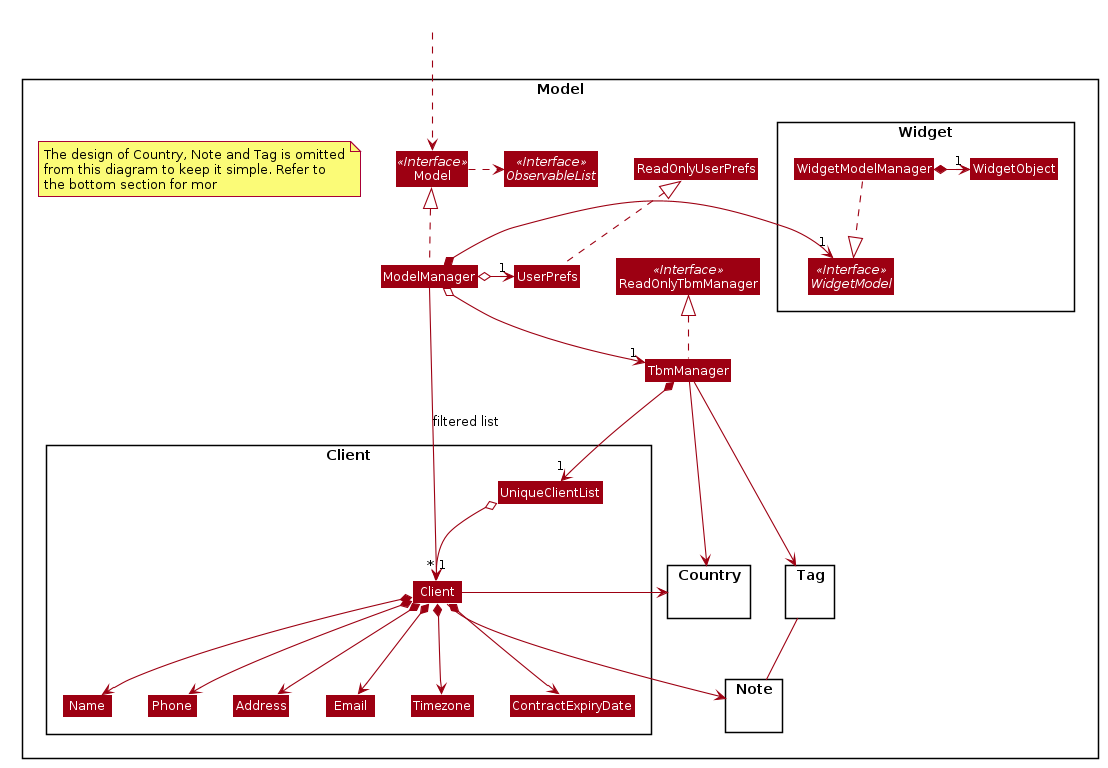 Model
Widget
The design of Country, Note and Tag is omitted
from this diagram to keep it simple. Refer to
the bottom section for mor
«Interface»
Model
«Interface»
ObservableList
ReadOnlyUserPrefs
WidgetModelManager
1
WidgetObject
1
ModelManager
1
UserPrefs
«Interface»
ReadOnlyTbmManager
«Interface»
WidgetModel
1
TbmManager
filtered list
Client
1
UniqueClientList
* 1
Client
Country
Tag
Note
Name
Phone
Address
Email
Timezone
ContractExpiryDate